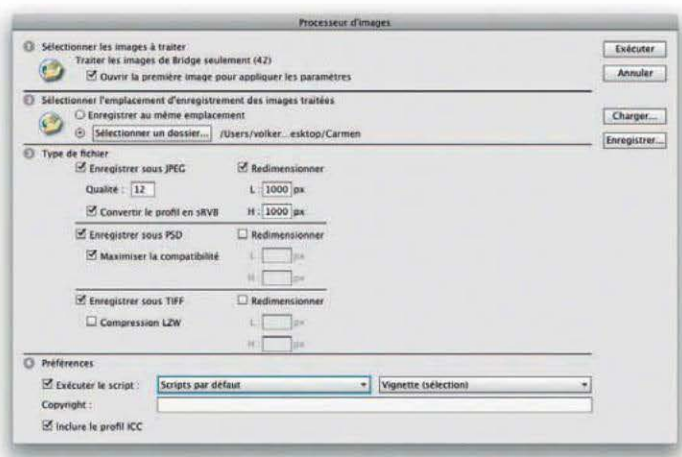 Processeur d'images
1 Sélectionner les images à traiter
Traiter les images de Bridge seulement (42)
Ouvrir la première image pour appliquer les paramètres
Exécuter
Annuler
2 Sélectionner l'emplacement d'enregistrement des images traitées
Enregistrer au même emplacement
Sélectionner un dossier... /Users/volker...esktop/Carmen
Charger...
Enregistrer...
3 Type de fichier
Enregistrer sous JPEG Redimensionner
Qualité : 12 L : 1000 px
Convertir le profil en sRVB H : 1000 px
Enregistrer sous PSD Redimensionner
Maximiser la compatibilité L : px
H : px
Enregistrer sous TIFF Redimensionner
Compression LZW L : px
H : px
4 Préférences
Exécuter le script : Scripts par défaut Vignette (sélection)
Copyright :
Inclure le profil ICC